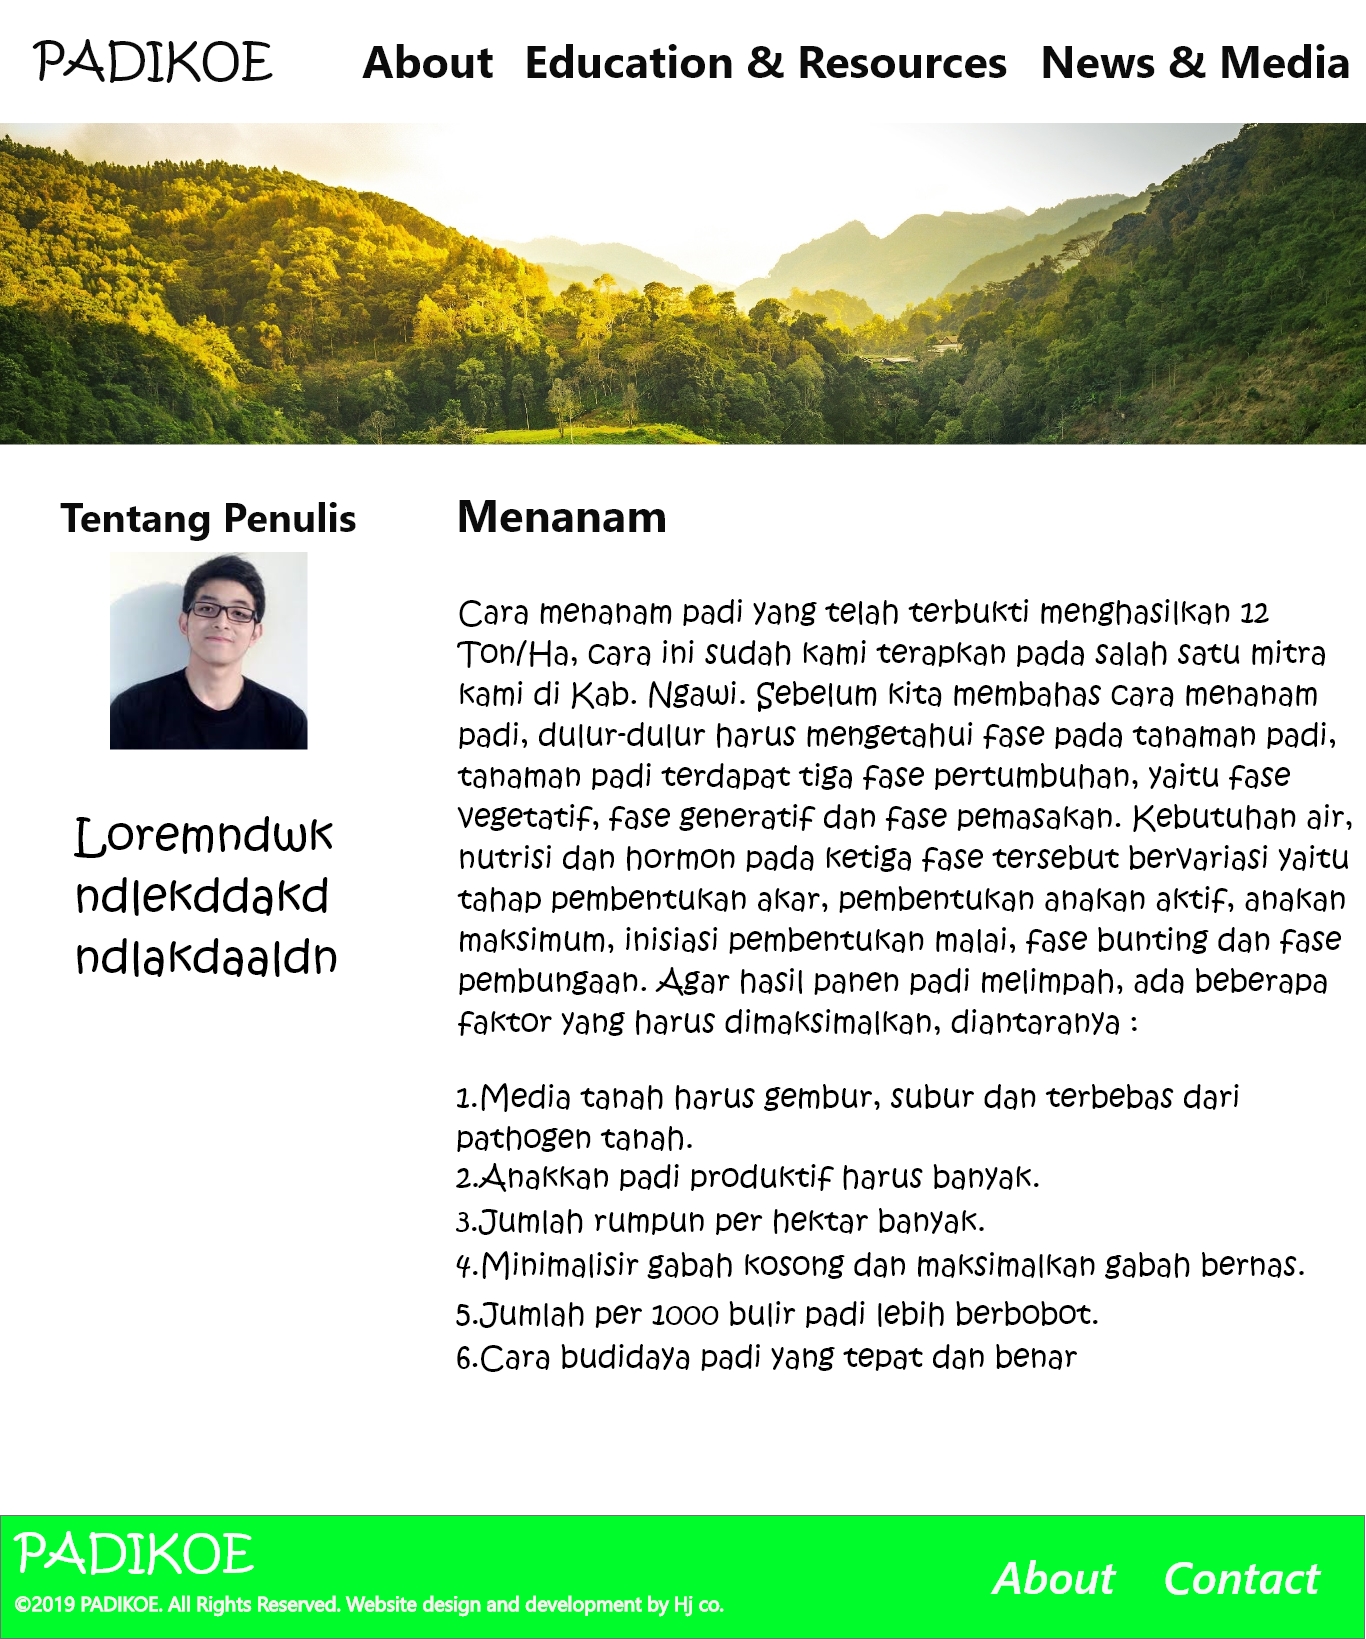 PADIKOE
About Education & Resources News & Media
Tentang Penulis
Loremndwk
ndlekddakd
ndlakdaaldn
Menanam
Cara menanam padi yang telah terbukti menghasilkan 12
Ton/Ha, cara ini sudah kami terapkan pada salah satu mitra
kami di Kab. Ngawi. Sebelum kita membahas cara menanam
padi, dulur-dulur harus mengetahui fase pada tanaman padi,
tanaman padi terdapat tiga fase pertumbuhan, yaitu fase
vegetatif, fase generatif dan fase pemasakan. Kebutuhan air,
nutrisi dan hormon pada ketiga fase tersebut bervariasi yaitu
tahap pembentukan akar, pembentukan anakan aktif, anakan
maksimum, inisiasi pembentukan malai, fase bunting dan fase
pembungaan. Agar hasil panen padi melimpah, ada beberapa
faktor yang harus dimaksimalkan, diantaranya :
1.Media tanah harus gembur, subur dan terbebas dari
pathogen tanah.
2.Anakkan padi produktif harus banyak.
3.Jumlah rumpun per hektar banyak.
4.Minimalisir gabah kosong dan maksimalkan gabah bernas.
5.Jumlah per 1000 bulir padi lebih berbobot.
6.Cara budidaya padi yang tepat dan benar
PADIKOE
©2019 PADIKOE. All Rights Reserved. Website design and development by Hj co.
About Contact